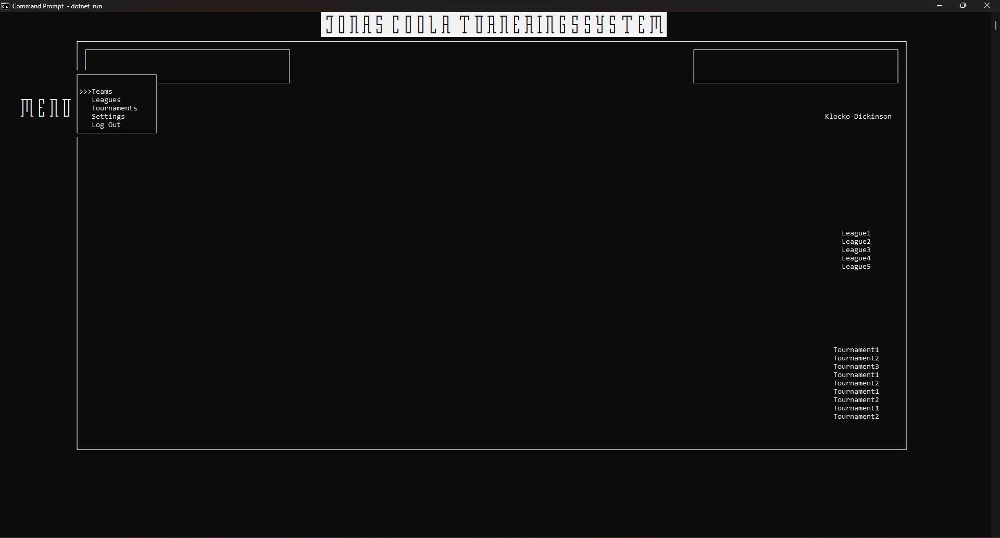 Command Prompt - dotnet run
JONAS COOLA TURNERINGSSYSTEM
MENU
>>>Teams
Leagues
Tournaments
Settings
Log Out
Klocko-Dickinson
League1
League2
League3
League4
League5
Tournament1
Tournament2
Tournament3
Tournament1
Tournament2
Tournament1
Tournament2
Tournament1
Tournament2